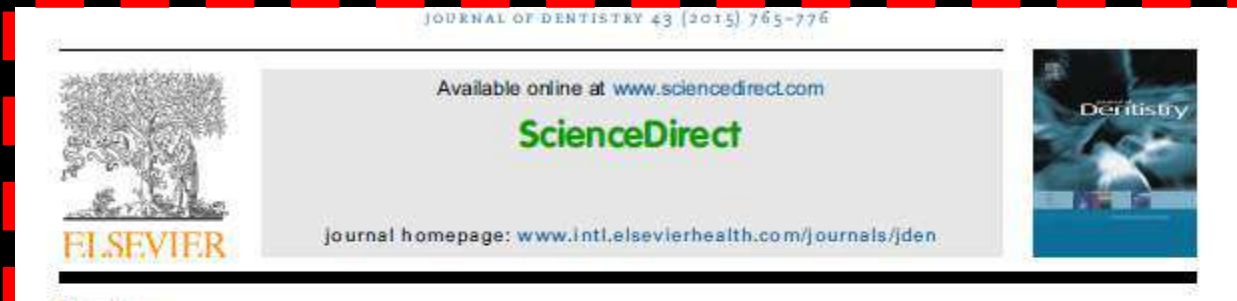 JOURNAL OF DENTISTRY 43 (2015) 765–776
Available online at www.sciencedirect.com
ScienceDirect
journal homepage: www.intl.elsevierhealth.com/journals/jden
ELSEVIER
Dentistry